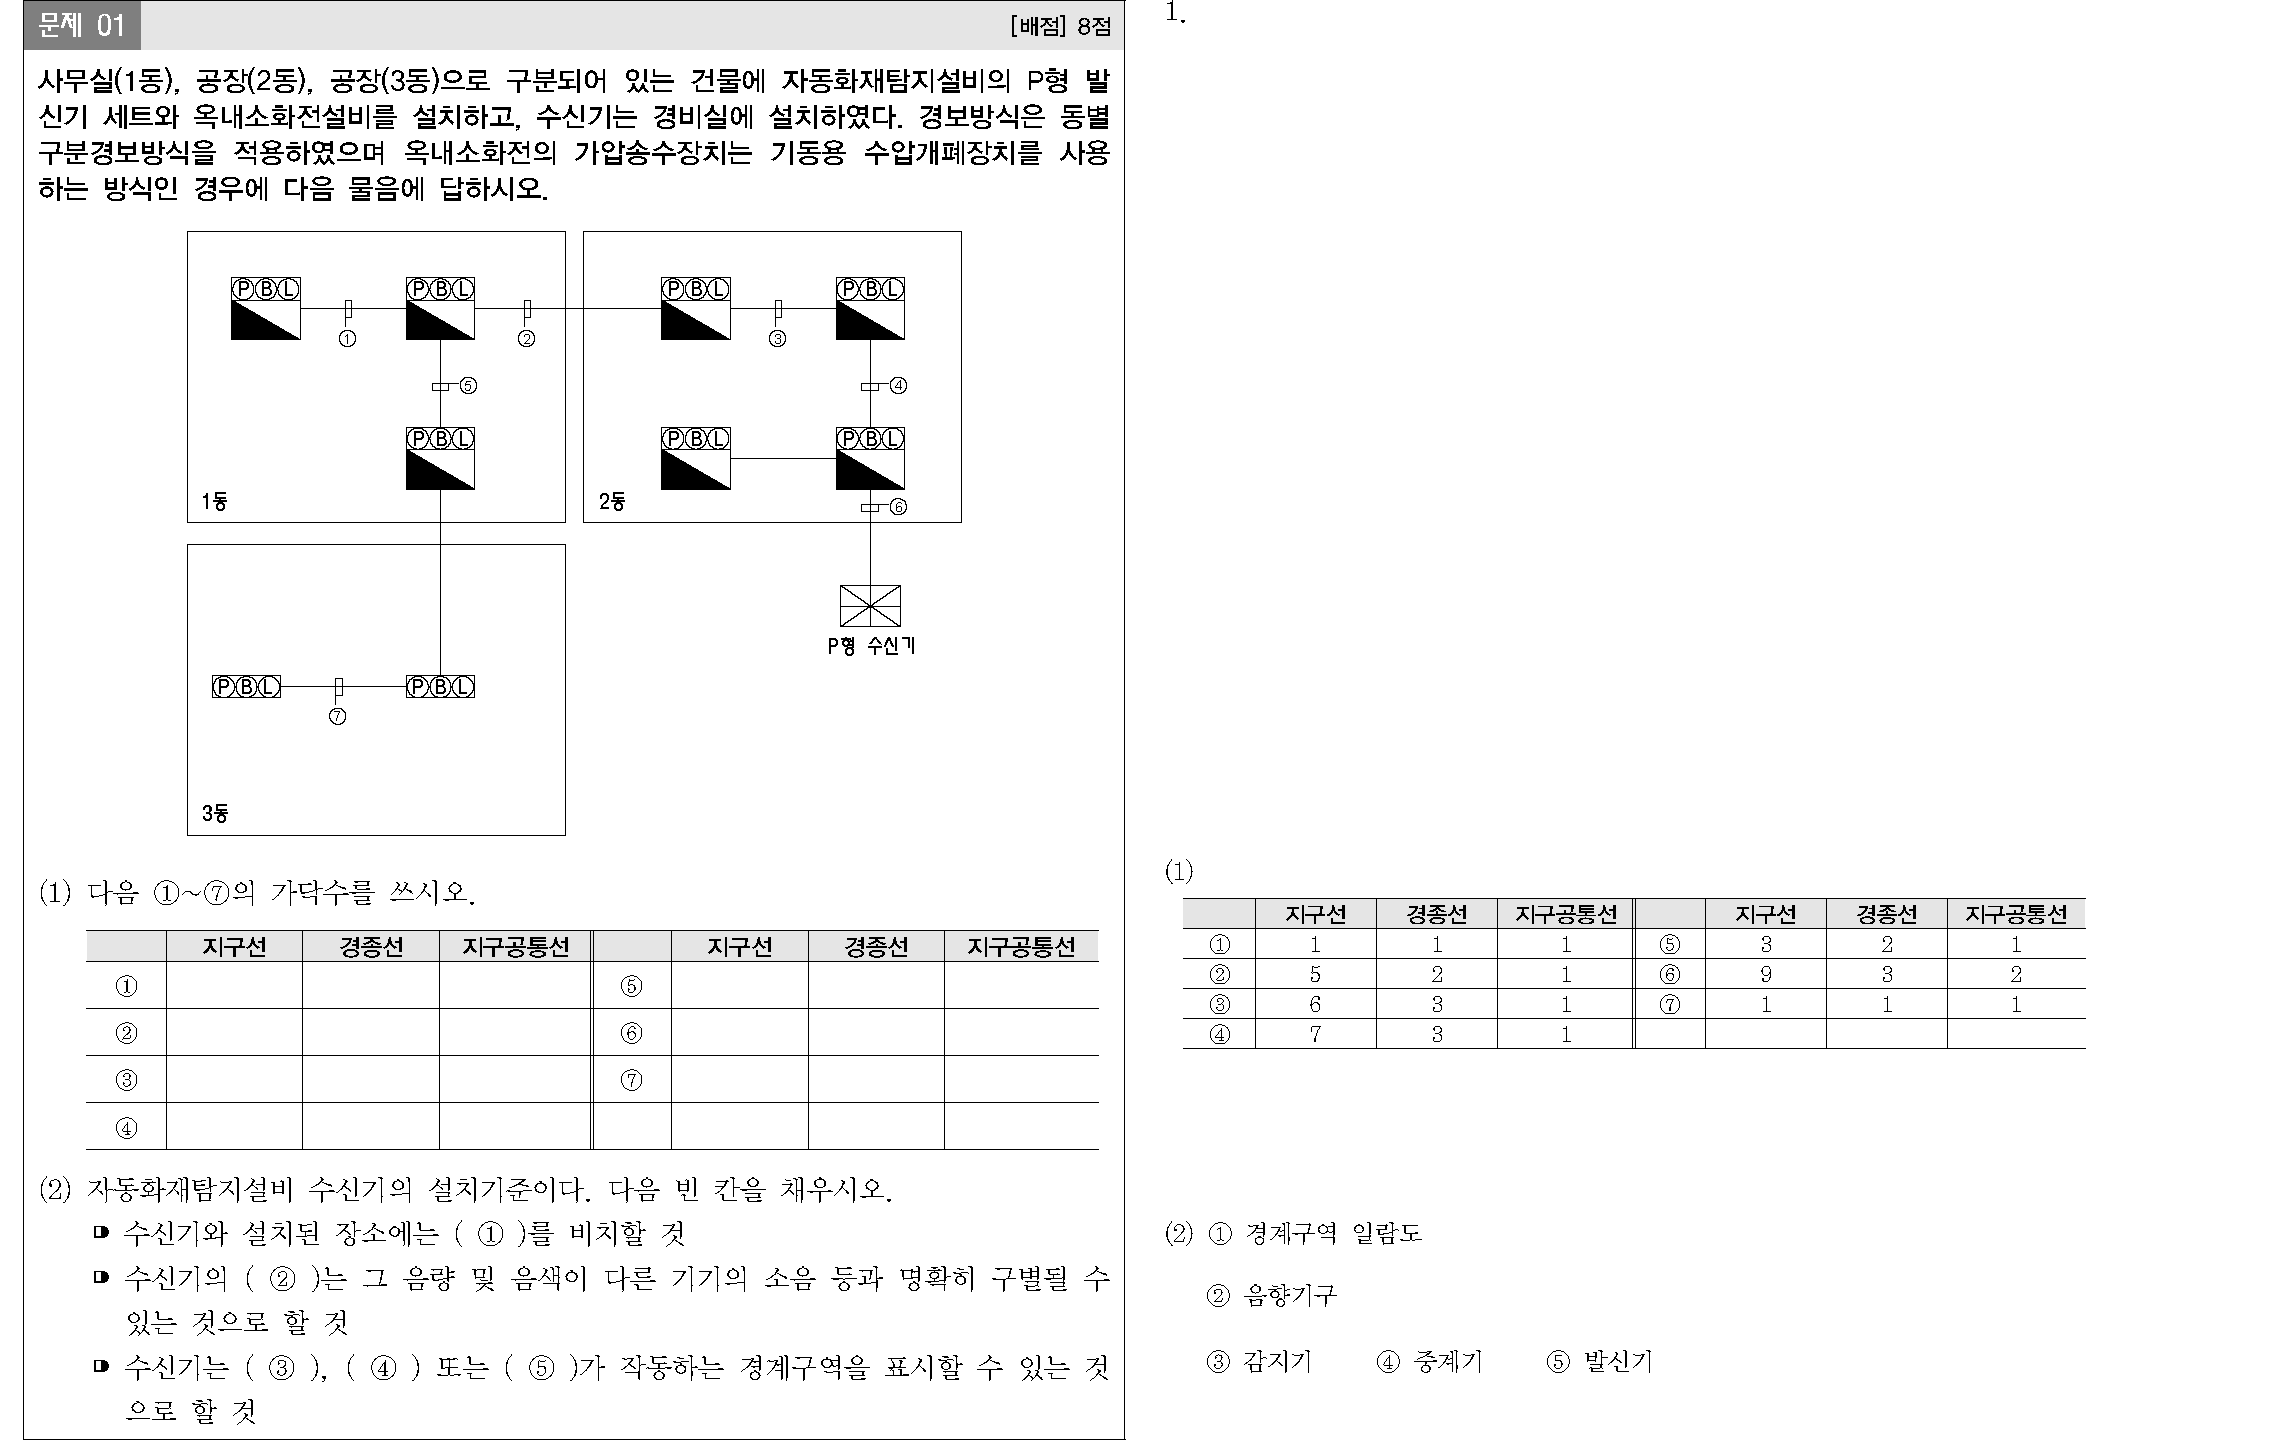 문제 01 [배점] 8점
사무실(1동), 공장(2동), 공장(3동)으로 구분되어 있는 건물에 자동화재탐지설비의 P형 발
신기 세트와 옥내소화전설비를 설치하고, 수신기는 경비실에 설치하였다. 경보방식은 동별
구분경보방식을 적용하였으며 옥내소화전의 가압송수장치는 기동용 수압개폐장치를 사용
하는 방식인 경우에 다음 물음에 답하시오.
Ⓟ Ⓑ Ⓛ Ⓟ Ⓑ Ⓛ Ⓟ Ⓑ Ⓛ Ⓟ Ⓑ Ⓛ
① ② ③
⑤ ④
Ⓟ Ⓑ Ⓛ Ⓟ Ⓑ Ⓛ Ⓟ Ⓑ Ⓛ
1동 2동 ⑥
P형 수신기
Ⓟ Ⓑ Ⓛ Ⓟ Ⓑ Ⓛ
⑦
3동
(1) 다음 ①~⑦의 가닥수를 쓰시오.
지구선 경종선 지구공통선 지구선 경종선 지구공통선
① ⑤
② ⑥
③ ⑦
④
(2) 자동화재탐지설비 수신기의 설치기준이다. 다음 빈 칸을 채우시오.
수신기와 설치된 장소에는 ( ① )를 비치할 것
수신기의 ( ② )는 그 음량 및 음색이 다른 기기의 소음 등과 명확히 구별될 수
있는 것으로 할 것
수신기는 ( ③ ), ( ④ ) 또는 ( ⑤ )가 작동하는 경계구역을 표시할 수 있는 것
으로 할 것
1.
(1)
지구선 경종선 지구공통선 지구선 경종선 지구공통선
① 1 1 1 ⑤ 3 2 1
② 5 2 1 ⑥ 9 3 2
③ 6 3 1 ⑦ 1 1 1
④ 7 3 1
(2) ① 경계구역 일람도
② 음향기구
③ 감지기 ④ 중계기 ⑤ 발신기